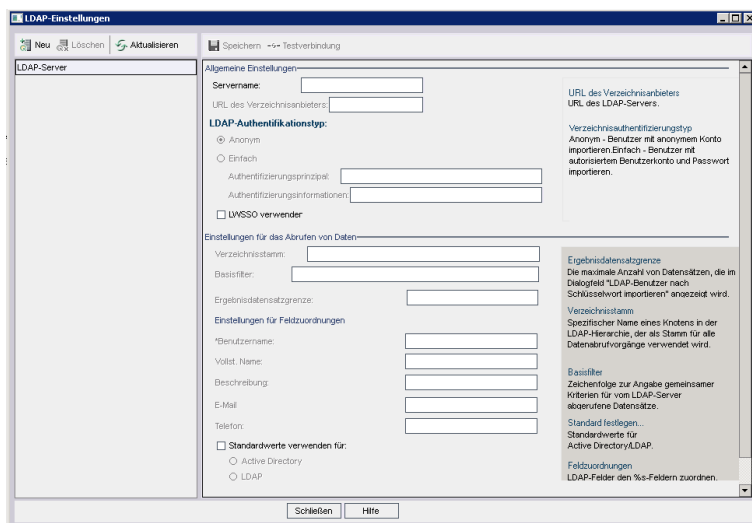 LDAP-Einstellungen
Neu Löschen Aktualisieren
Speichern Testverbindung
LDAP-Server
Allgemeine Einstellungen
Servername:
URL des Verzeichnisanbieters:
LDAP-Authentifikationstyp:
Anonym
Einfach
Authentifizierungsprinzipal:
Authentifizierungsinformationen:
LWSSO verwender
URL des Verzeichnisanbieters
URL des LDAP-Servers.
Verzeichnisauthentifizierungstyp
Anonym - Benutzer mit anonymem Konto
importieren.Einfach - Benutzer mit
autorisiertem Benutzerkonto und Passwort
importieren.
Einstellungen für das Abrufen von Daten
Verzeichnisstamm:
Basisfilter:
Ergebnisdatensatzgrenze:
Einstellungen für Feldzuordnungen
*Benutzername:
Vollst. Name:
Beschreibung:
E-Mail
Telefon:
Standardwerte verwenden für:
Active Directory
LDAP
Ergebnisdatensatzgrenze
Die maximale Anzahl von Datensätzen, die im
Dialogfeld "LDAP-Benutzer nach
Schlüsselwort importieren" angezeigt wird.
Verzeichnisstamm
Spezifischer Name eines Knotens in der
LDAP-Hierarchie, der als Stamm für alle
Datenabrufvorgänge verwendet wird.
Basisfilter
Zeichenfolge zur Angabe gemeinsamer
Kriterien für vom LDAP-Server
abgerufene Datensätze.
Standard festlegen...
Standardwerte für
Active Directory/LDAP.
Feldzuordnungen
LDAP-Felder den %s-Feldern zuordnen.
Schließen Hilfe